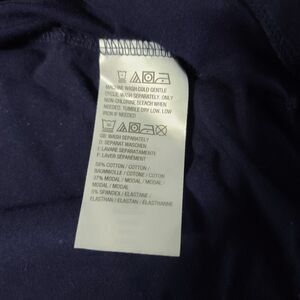 MACHINE WASH COLD GENTLE
CYCLE. WASH SEPARATELY. ONLY
NON-CHLORINE BLEACH WHEN
NEEDED. TUMBLE DRY LOW. LOW
IRON IF NEEDED.
GB: WASH SEPARATELY
D: SEPARAT WASCHEN
I: LAVARE SEPARATAMENTE
F: LAVER SÉPARÉMENT
58% COTTON / COTTON /
BAUMWOLLE / COTONE / COTON
37% MODAL / MODAL / MODAL /
MODAL / MODAL
5% SPANDEX / ELASTANE /
ELASTHAN / ELASTAN / ELASTHANNE